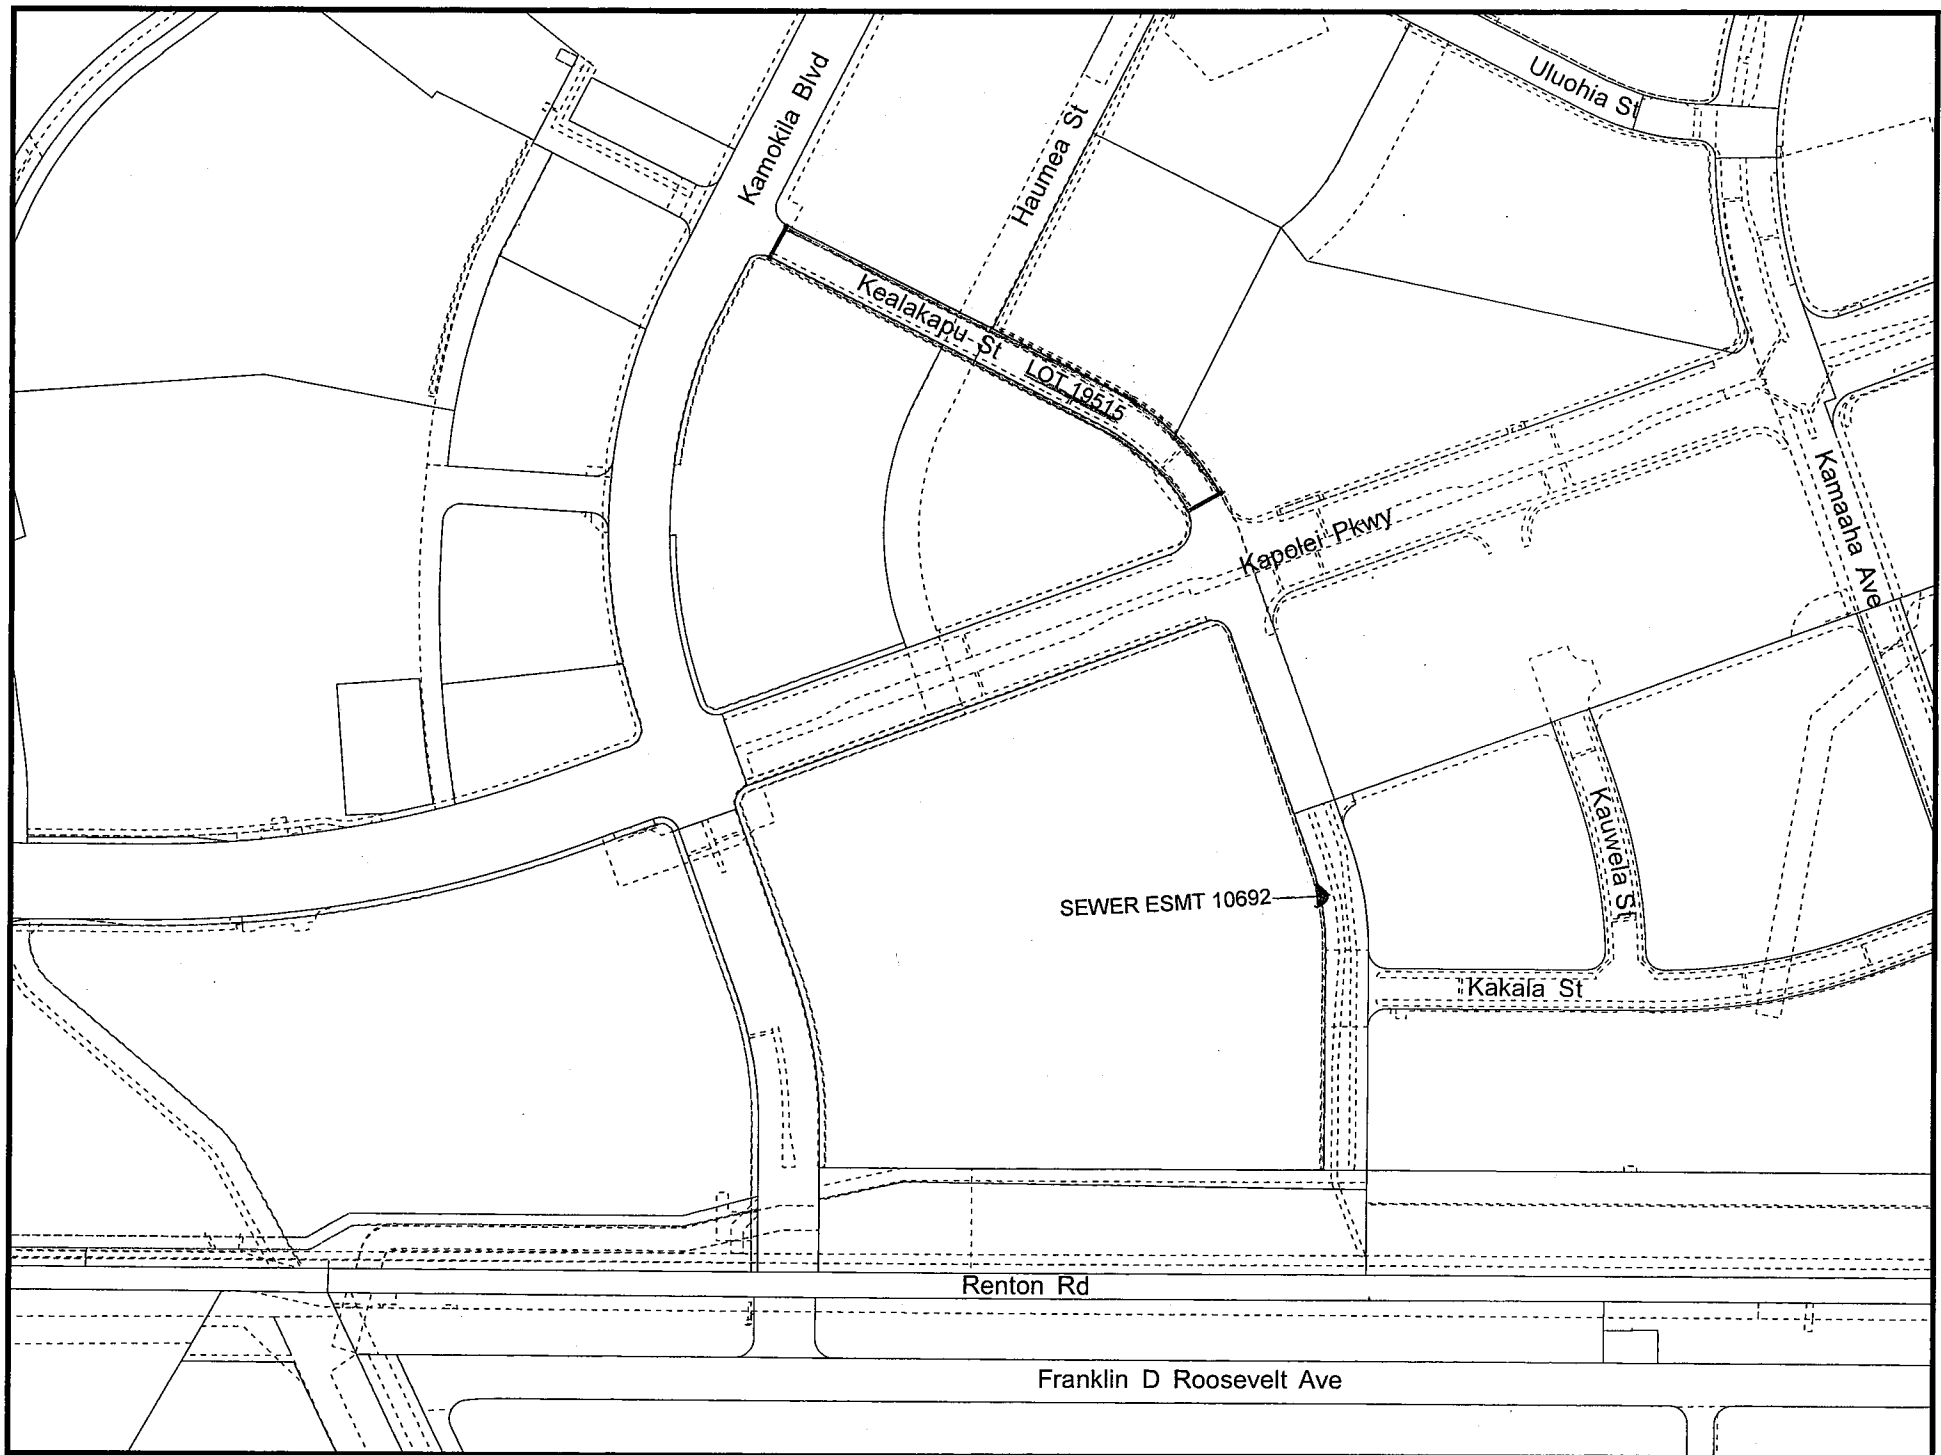 Kamokila Blvd
Haumea St
Uluohia St
Kealakapu St
LOT 19515
Kapolei Pkwy
Kamaaha Ave
Kauwela St
SEWER ESMT 10692
Kakala St
Renton Rd
Franklin D Roosevelt Ave